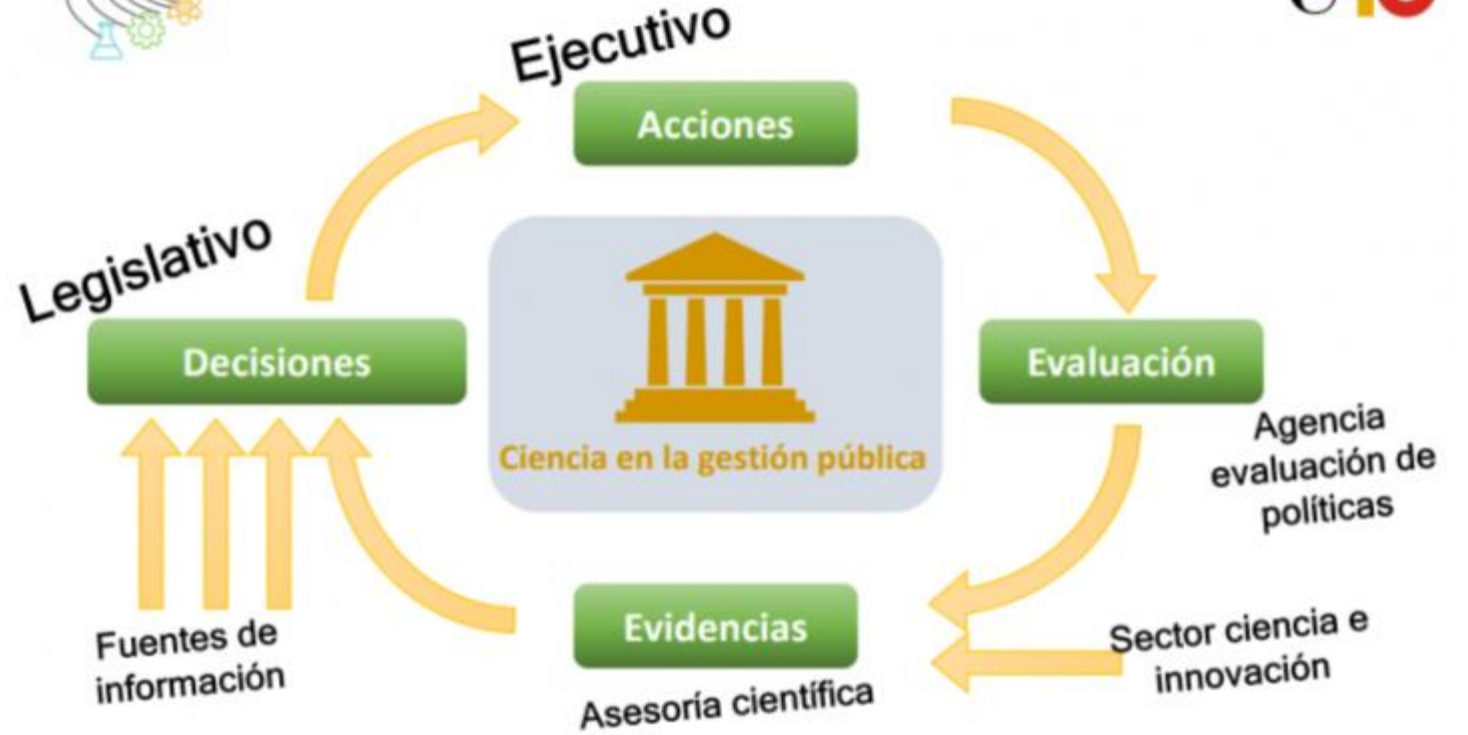 Ejecutivo
Acciones
Legislativo
Decisiones
Evaluación
Ciencia en la gestión pública
Agencia
evaluación de
políticas
Evidencias
Asesoría científica
Sector ciencia e
innovación
Fuentes de
información